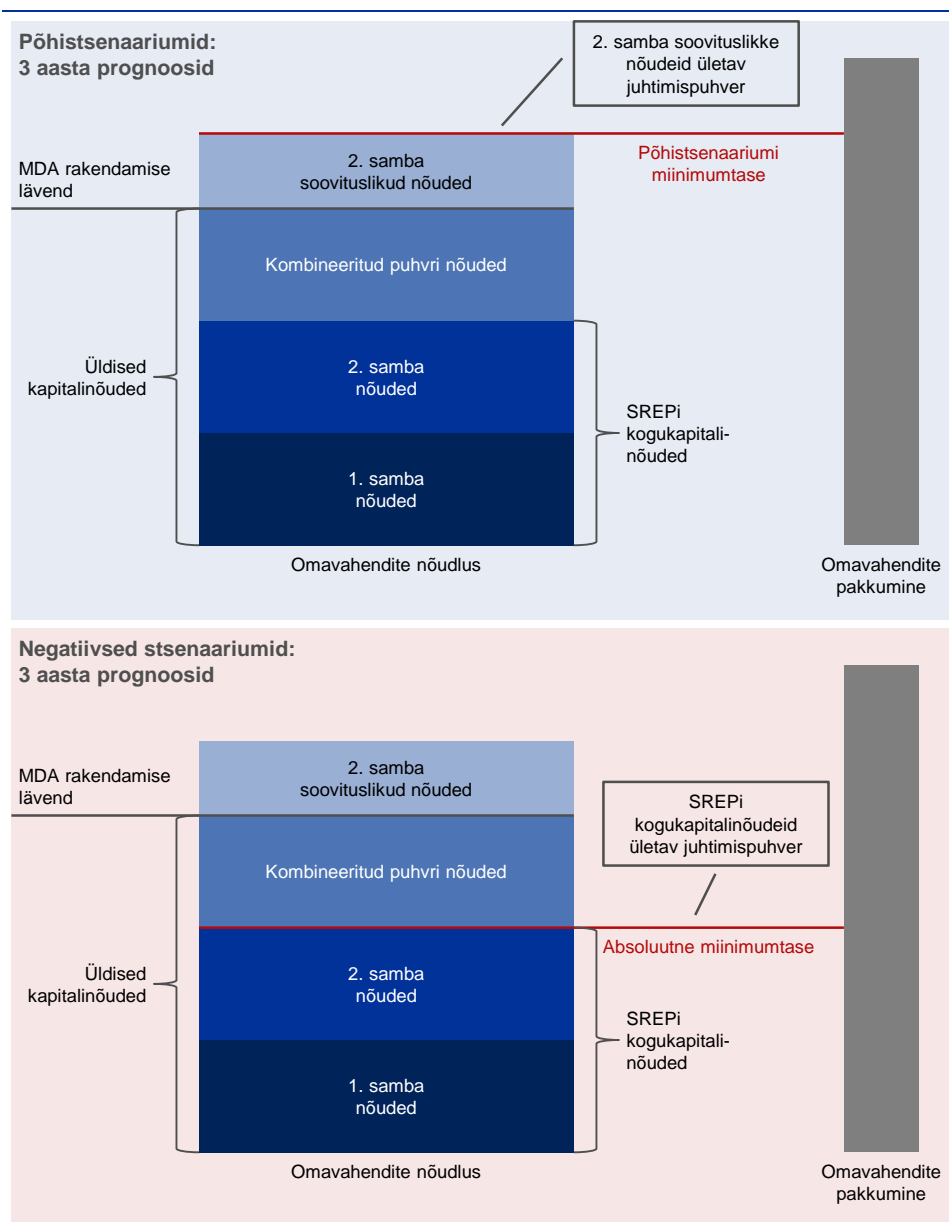 Põhistsenaariumid:
3 aasta prognoosid
2. samba soovituslikke
nõudeid ületav
juhtimispuhver
MDA rakendamise
lävend
2. samba
soovituslikud nõuded
Põhistsenaariumi
miinimumtase
Kombineeritud puhvri nõuded
Üldised
kapitalinõuded
2. samba
nõuded
SREPi
kogukapitali-
nõuded
1. samba
nõuded
Omavahendite nõudlus
Omavahendite
pakkumine
Negatiivsed stsenaariumid:
3 aasta prognoosid
MDA rakendamise
lävend
2. samba
soovituslikud nõuded
SREPi
kogukapitalinõudeid
ületav juhtimispuhver
Kombineeritud puhvri nõuded
Absoluutne miinimumtase
Üldised
kapitalinõuded
2. samba
nõuded
SREPi
kogukapitali-
nõuded
1. samba
nõuded
Omavahendite nõudlus
Omavahendite
pakkumine